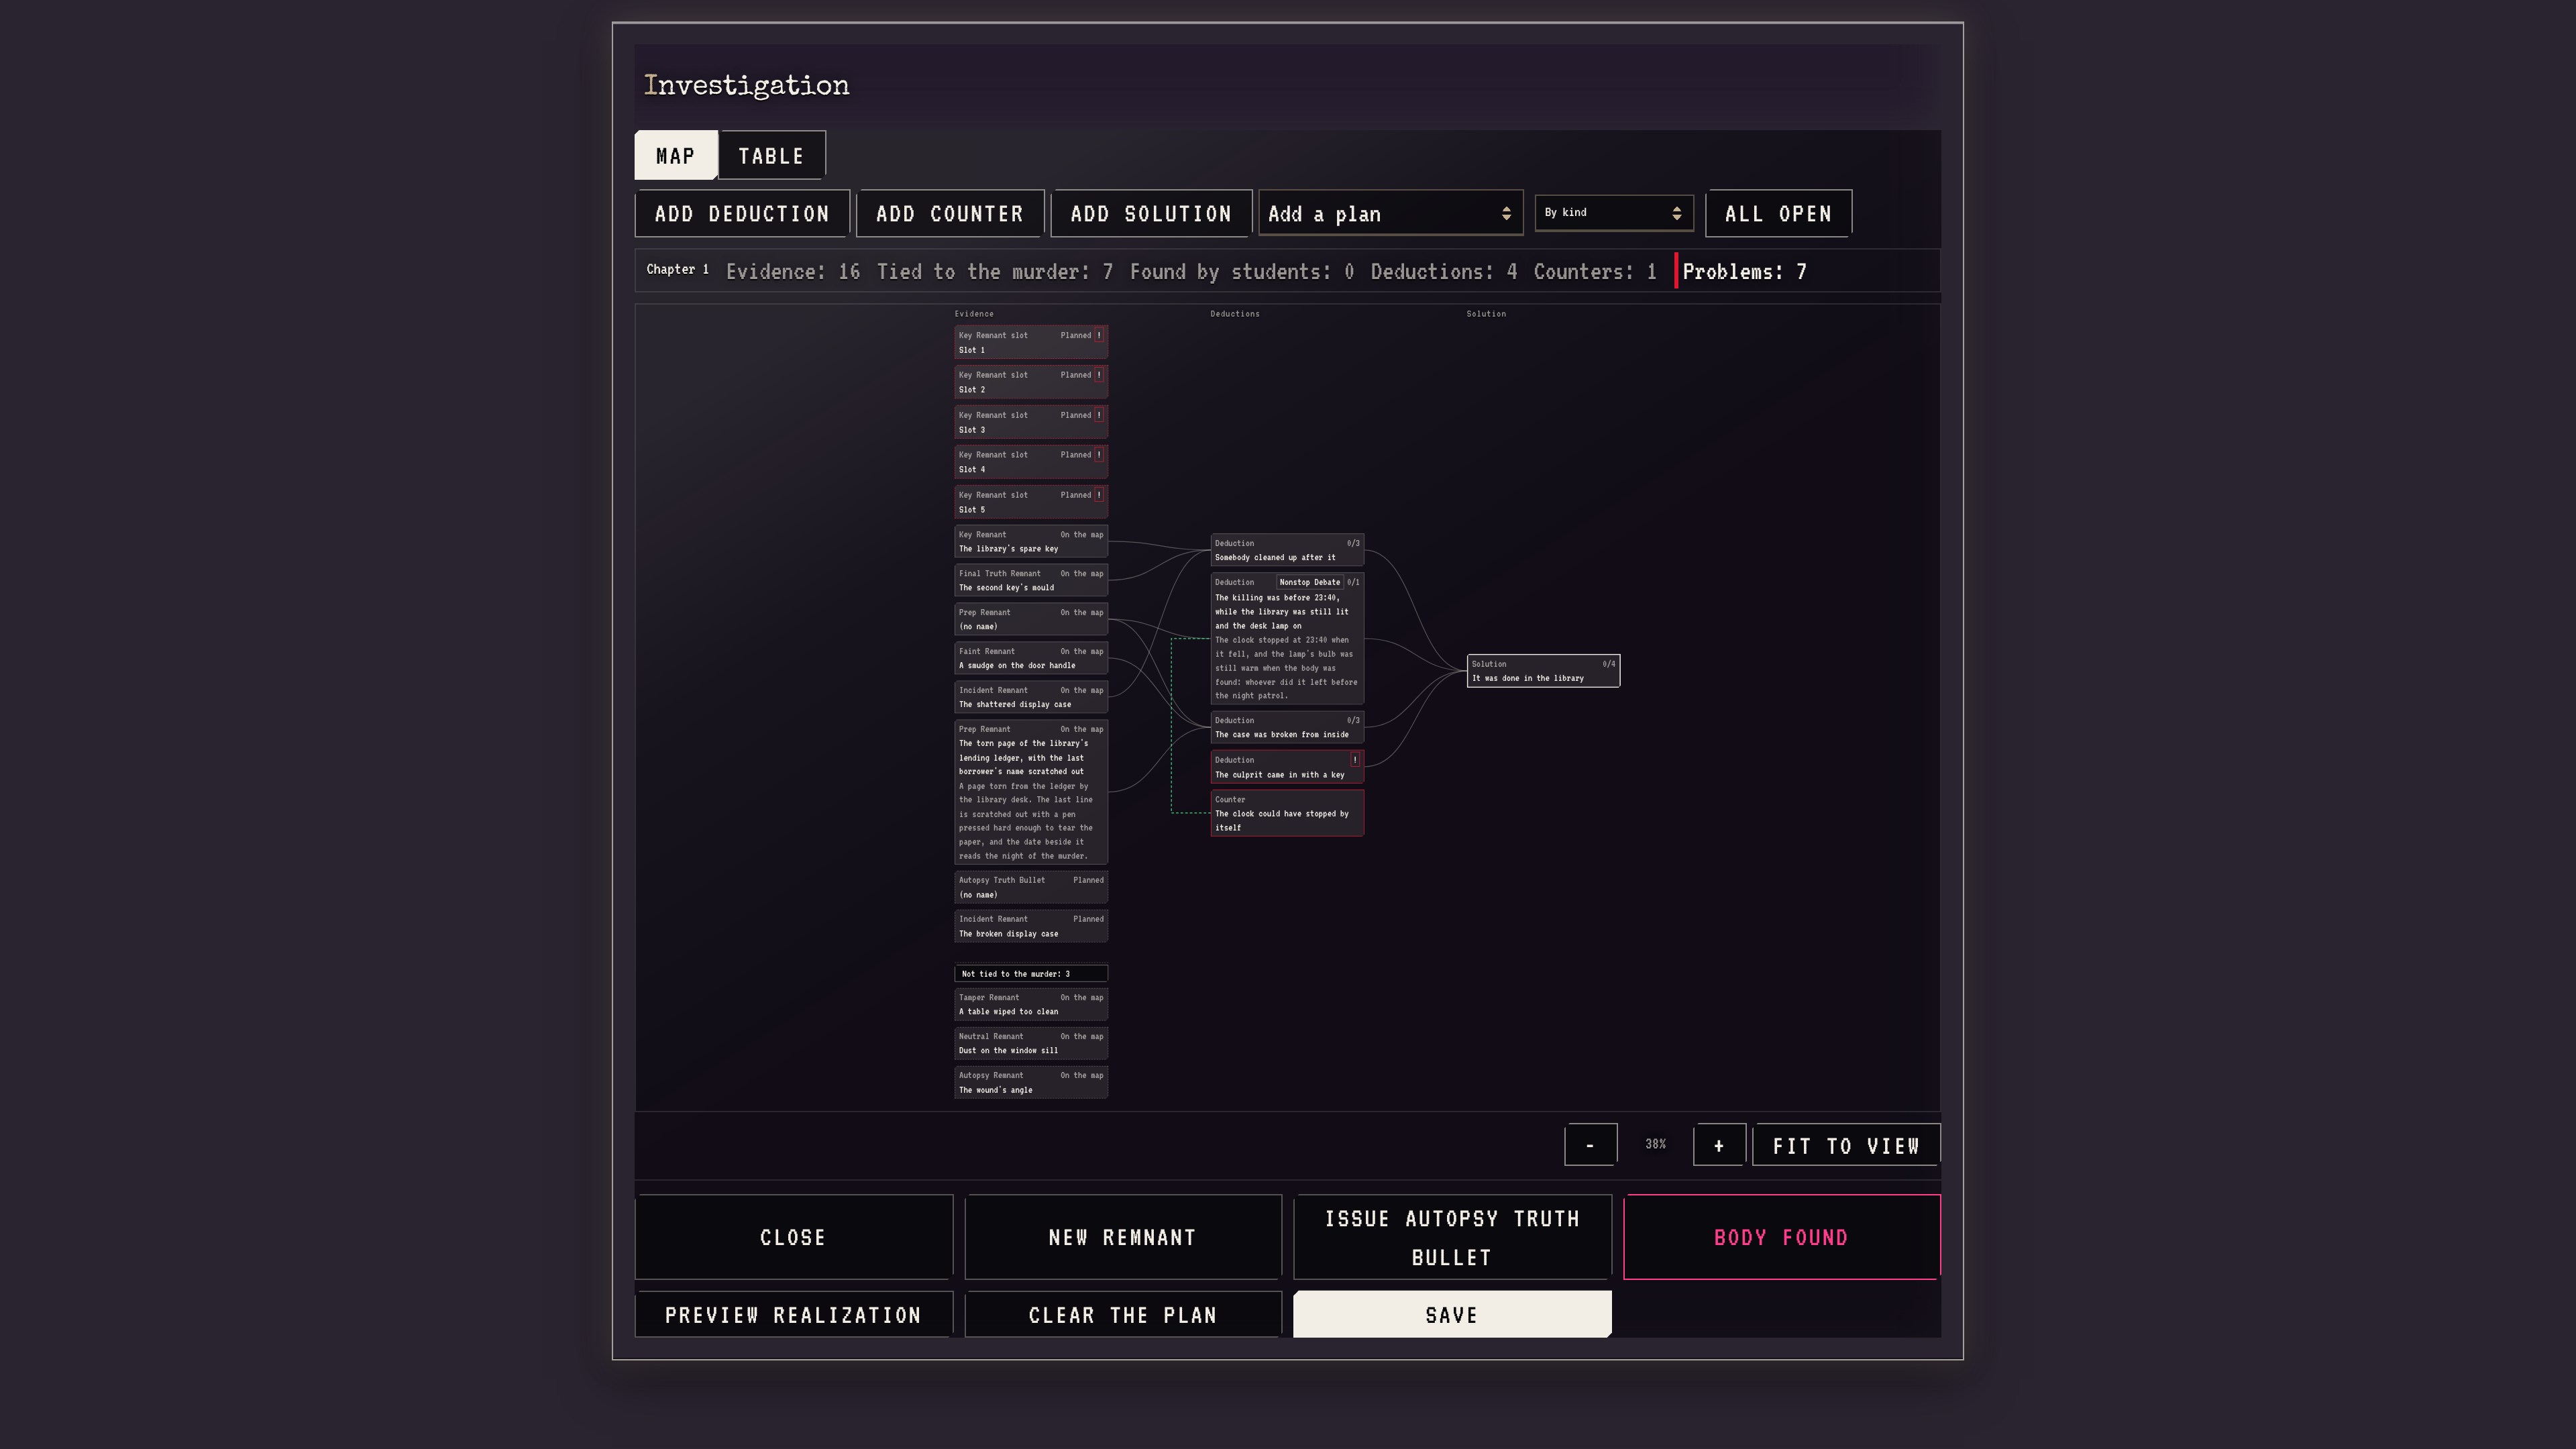 Investigation
MAP
TABLE
ADD DEDUCTION
ADD COUNTER
ADD SOLUTION
Add a plan
By kind
ALL OPEN
Chapter 1
Evidence: 16
Tied to the murder: 7
Found by students: 0
Deductions: 4
Counters: 1
Problems: 7
Evidence
Key Remnant slot Planned !
Slot 1
Key Remnant slot Planned !
Slot 2
Key Remnant slot Planned !
Slot 3
Key Remnant slot Planned !
Slot 4
Key Remnant slot Planned !
Slot 5
Key Remnant On the map
The library's spare key
Final Truth Remnant On the map
The second key's mould
Prep Remnant On the map
(no name)
Faint Remnant On the map
A smudge on the door handle
Incident Remnant On the map
The shattered display case
Prep Remnant On the map
The torn page of the library's
lending ledger, with the last
borrower's name scratched out
A page torn from the ledger by
the library desk. The last line
is scratched out with a pen
pressed hard enough to tear the
paper, and the date beside it
reads the night of the murder.
Autopsy Truth Bullet Planned
(no name)
Incident Remnant Planned
The broken display case
Not tied to the murder: 3
Tamper Remnant On the map
A table wiped too clean
Neutral Remnant On the map
Dust on the window sill
Autopsy Remnant On the map
The wound's angle
Deductions
Deduction 0/3
Somebody cleaned up after it
Deduction Nonstop Debate 0/1
The killing was before 23:40,
while the library was still lit
and the desk lamp on
The clock stopped at 23:40 when
it fell, and the lamp's bulb was
still warm when the body was
found: whoever did it left before
the night patrol.
Deduction 0/3
The case was broken from inside
Deduction !
The culprit came in with a key
Counter
The clock could have stopped by
itself
Solution
Solution 0/4
It was done in the library
-
38%
+
FIT TO VIEW
CLOSE
NEW REMNANT
ISSUE AUTOPSY TRUTH
BULLET
BODY FOUND
PREVIEW REALIZATION
CLEAR THE PLAN
SAVE